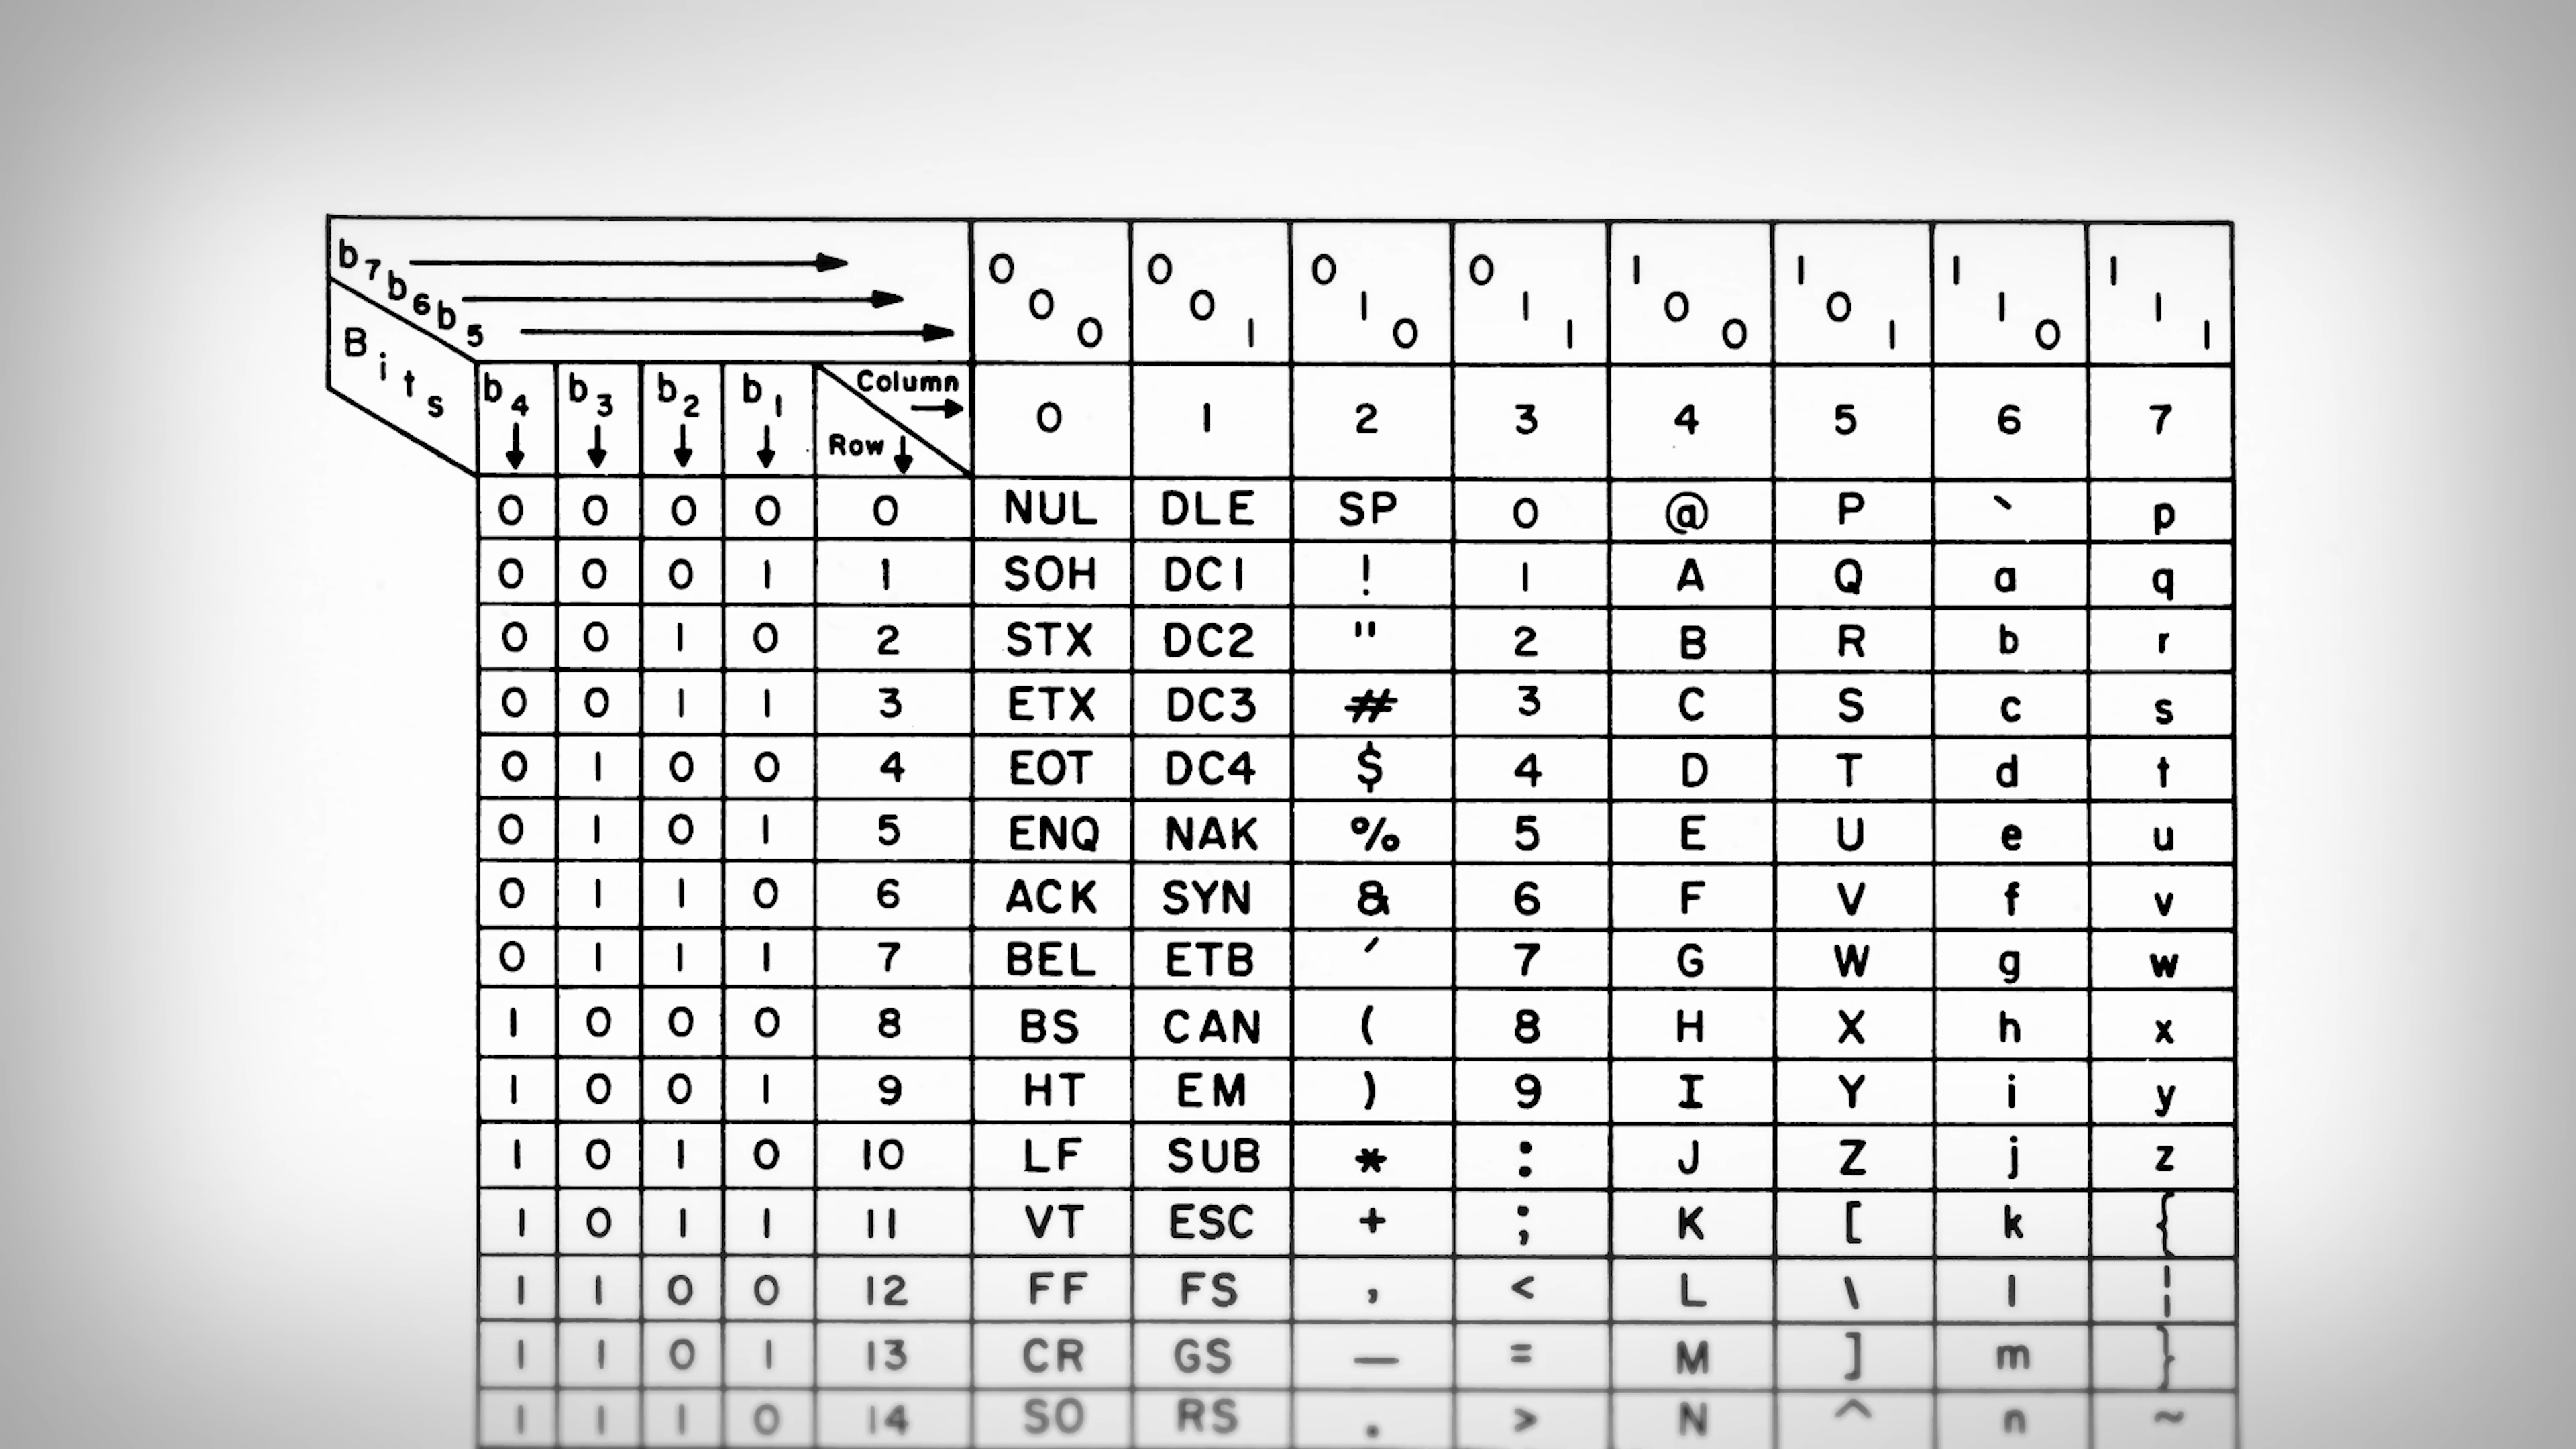 b7 b6 b5 0 0 0 0 0 1 0 1 0 0 1 1 1 0 0 1 0 1 1 1 0 1 1 1
Bits
b4 b3 b2 b1 Column Row 0 1 2 3 4 5 6 7
0 0 0 0 0 NUL DLE SP 0 @ P ` p
0 0 0 1 1 SOH DC1 ! 1 A Q a q
0 0 1 0 2 STX DC2 " 2 B R b r
0 0 1 1 3 ETX DC3 # 3 C S c s
0 1 0 0 4 EOT DC4 $ 4 D T d t
0 1 0 1 5 ENQ NAK % 5 E U e u
0 1 1 0 6 ACK SYN & 6 F V f v
0 1 1 1 7 BEL ETB ´ 7 G W g w
1 0 0 0 8 BS CAN ( 8 H X h x
1 0 0 1 9 HT EM ) 9 I Y i y
1 0 1 0 10 LF SUB * : J Z j z
1 0 1 1 11 VT ESC + ; K [ k {
1 1 0 0 12 FF FS , < L \ l ¦
1 1 0 1 13 CR GS — = M ] m }
1 1 1 0 14 SO RS . > N ^ n ~